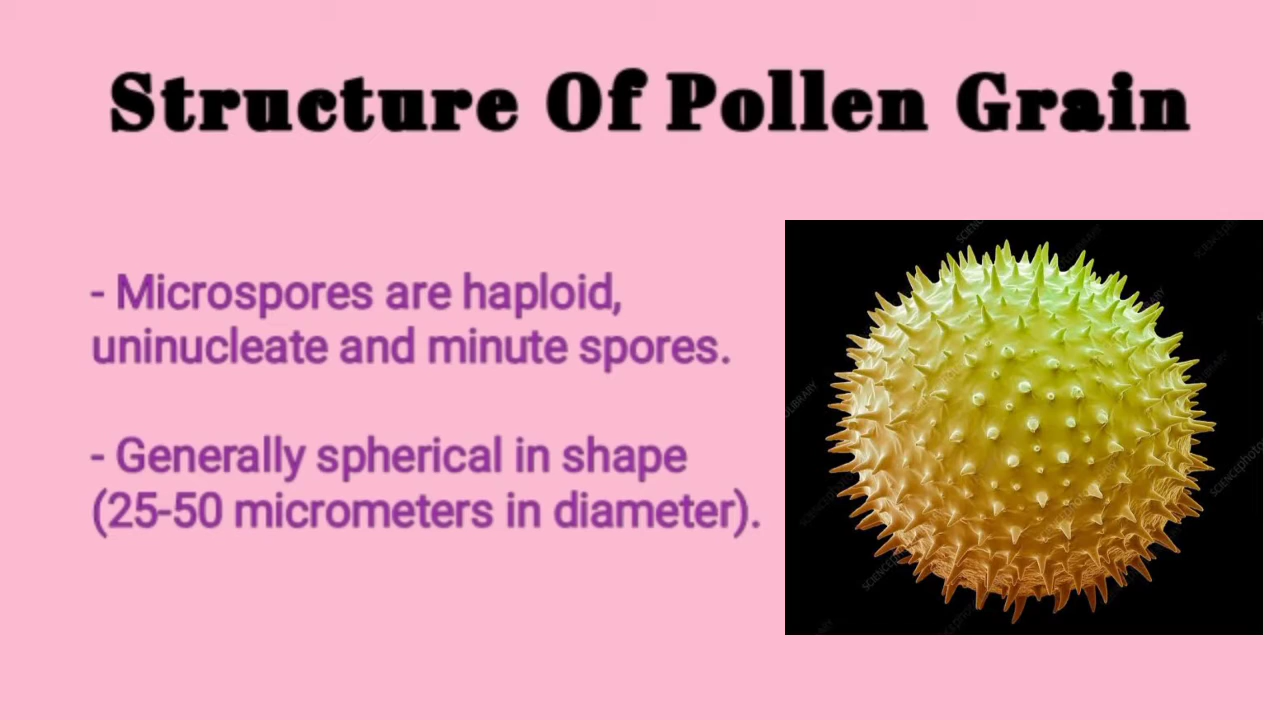 Structure Of Pollen Grain
- Microspores are haploid,
uninucleate and minute spores.
- Generally spherical in shape
(25-50 micrometers in diameter).